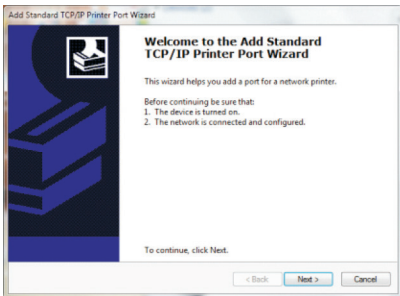 Add Standard TCP/IP Printer Port Wizard
Welcome to the Add Standard
TCP/IP Printer Port Wizard
This wizard helps you add a port for a network printer.
Before continuing be sure that:
1. The device is turned on.
2. The network is connected and configured.
To continue, click Next.
< Back Next > Cancel